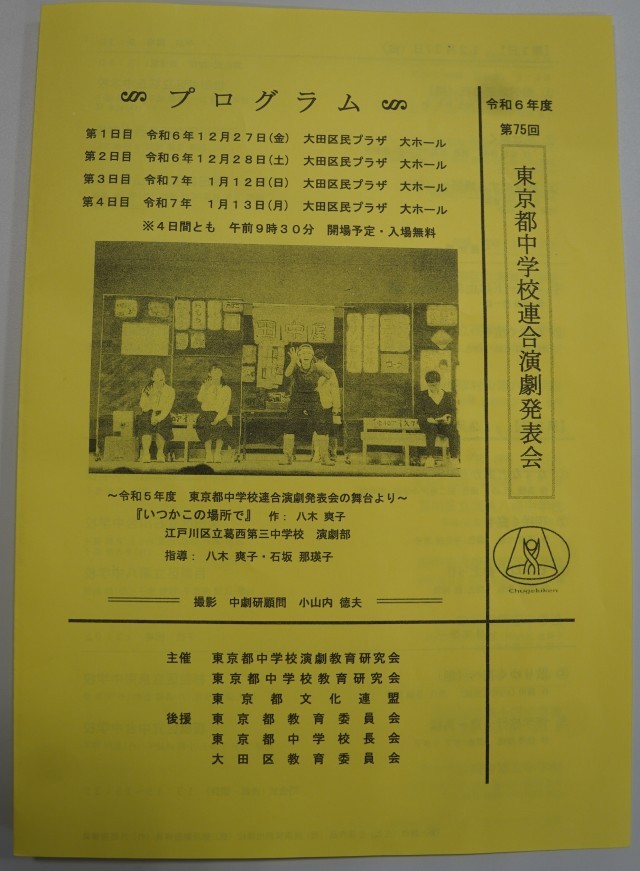 令和６年度
第75回
東京都中学校連合演劇発表会
Chugekiken
プログラム
第１日目　令和６年１２月２７日(金)　大田区民プラザ　大ホール
第２日目　令和６年１２月２８日(土)　大田区民プラザ　大ホール
第３日目　令和７年　１月１２日(日)　大田区民プラザ　大ホール
第４日目　令和７年　１月１３日(月)　大田区民プラザ　大ホール
※４日間とも　午前９時３０分　開場予定・入場無料
～令和５年度　東京都中学校連合演劇発表会の舞台より～
『いつかこの場所で』　作：　八木　爽子
江戸川区立葛西第三中学校　演劇部
指導：　八木　爽子・石坂　那瑛子
撮影　中劇研顧問　小山内　徳夫
主催　東京都中学校演劇教育研究会
東京都中学校教育研究会
東京都文化連盟
後援　東京都教育委員会
東京都中学校長会
大田区教育委員会